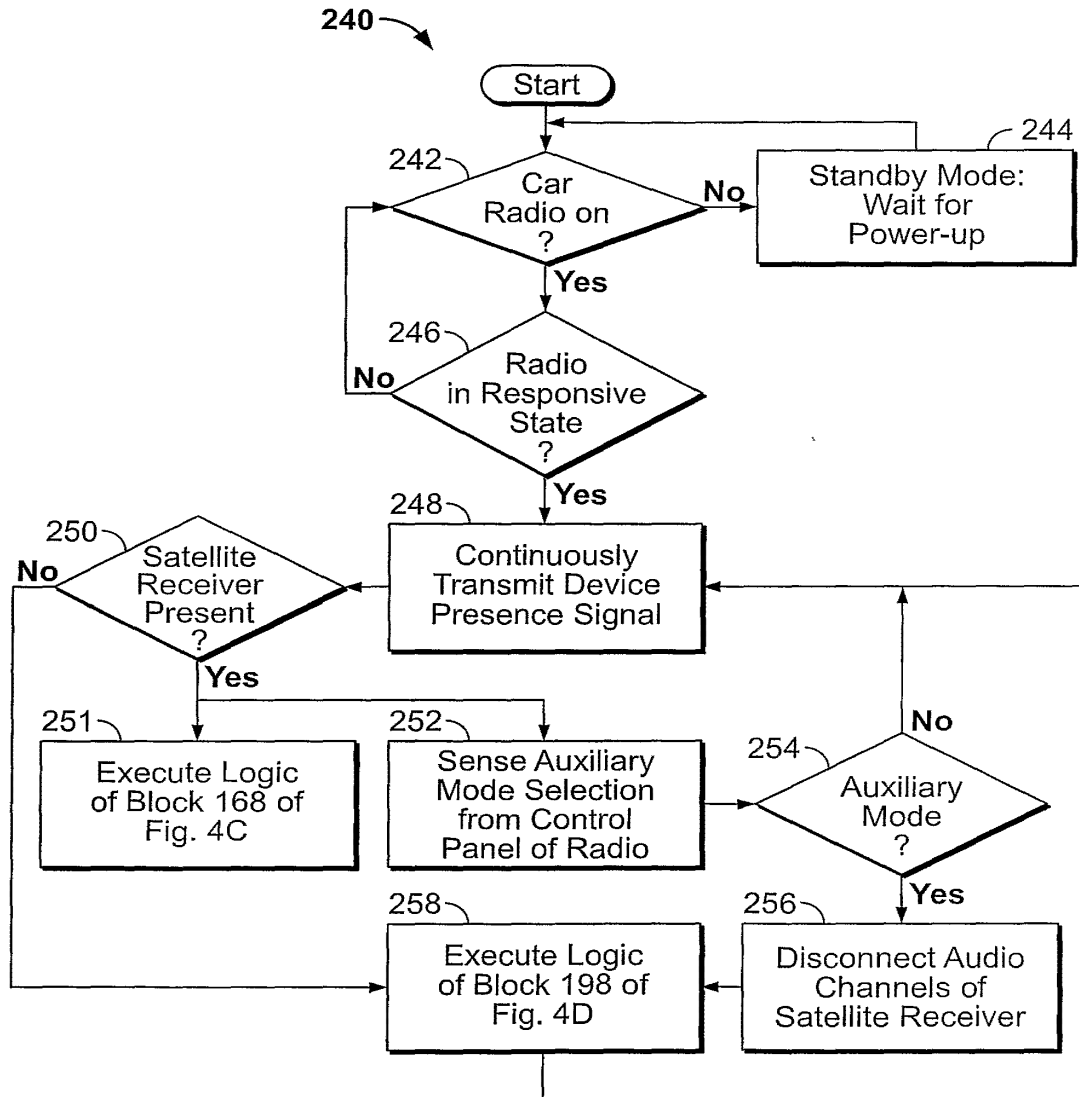 240
Start
242
Car
Radio on
?
No
Yes
244
Standby Mode:
Wait for
Power-up
246
Radio
in Responsive
State
?
No
Yes
248
Continuously
Transmit Device
Presence Signal
250
Satellite
Receiver
Present
?
No
Yes
251
Execute Logic
of Block 168 of
Fig. 4C
252
Sense Auxiliary
Mode Selection
from Control
Panel of Radio
254
Auxiliary
Mode
?
No
Yes
256
Disconnect Audio
Channels of
Satellite Receiver
258
Execute Logic
of Block 198 of
Fig. 4D